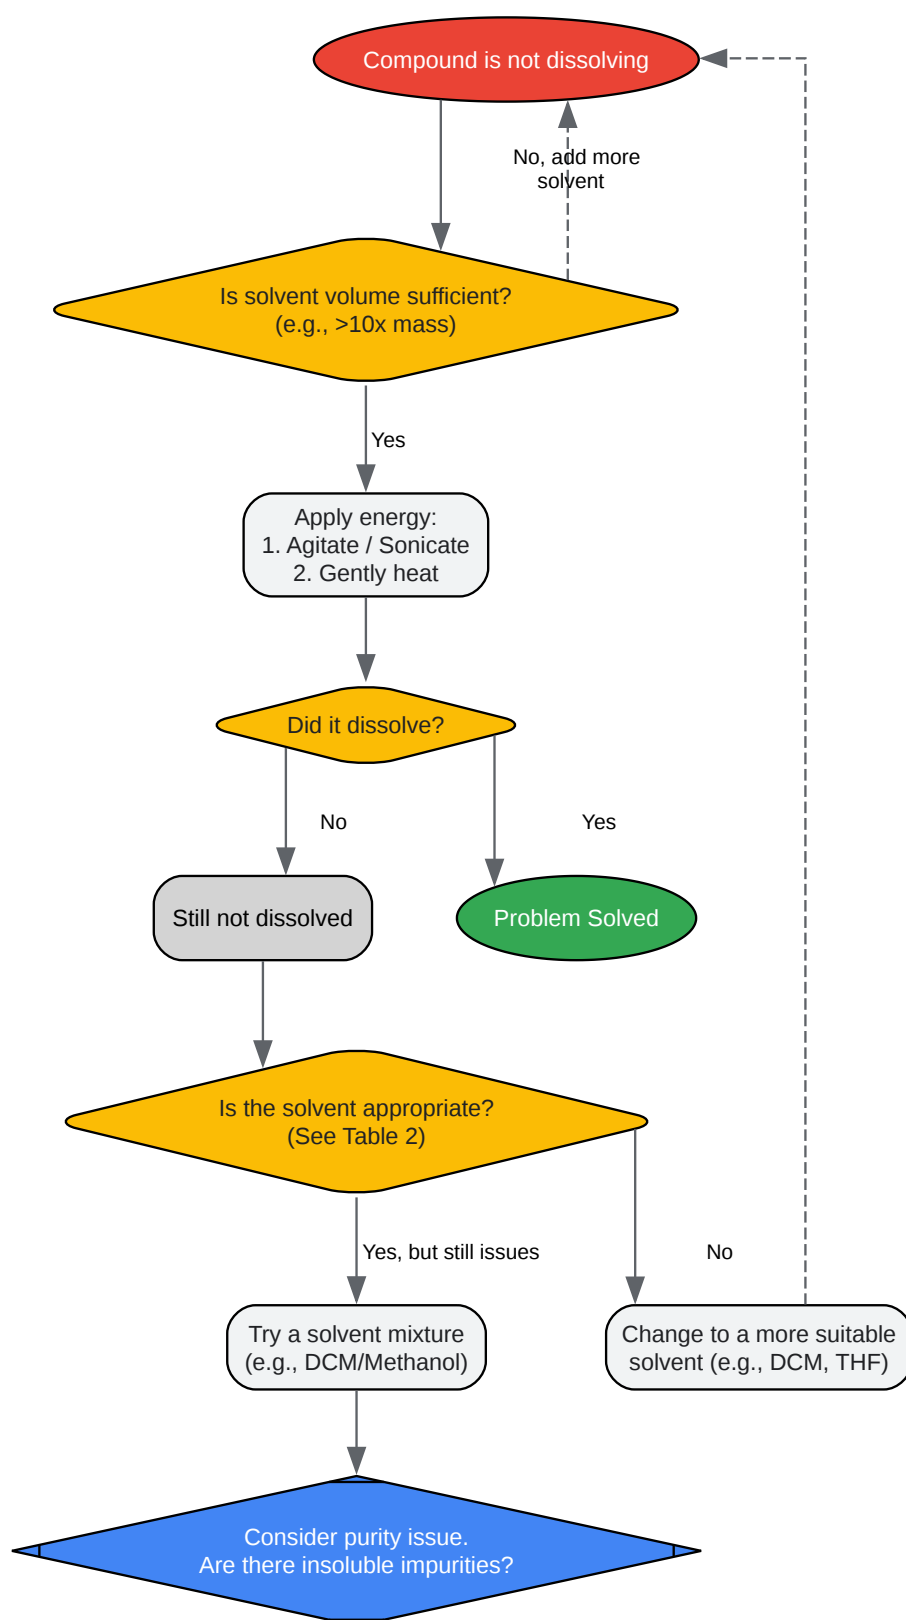 Compound is not dissolving
No, add more
solvent
Is solvent volume sufficient?
(e.g., >10x mass)
Yes
Apply energy:
1. Agitate / Sonicate
2. Gently heat
Did it dissolve?
No
Yes
Still not dissolved
Problem Solved
Is the solvent appropriate?
(See Table 2)
Yes, but still issues
No
Try a solvent mixture
(e.g., DCM/Methanol)
Change to a more suitable
solvent (e.g., DCM, THF)
Consider purity issue.
Are there insoluble impurities?